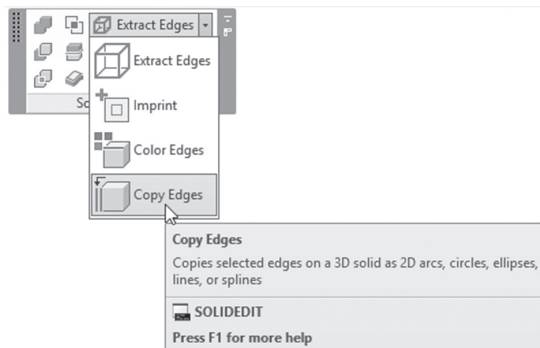 Extract Edges
Extract Edges
Imprint
Color Edges
Copy Edges
Copy Edges
Copies selected edges on a 3D solid as 2D arcs, circles, ellipses,
lines, or splines
SOLIDEDIT
Press F1 for more help